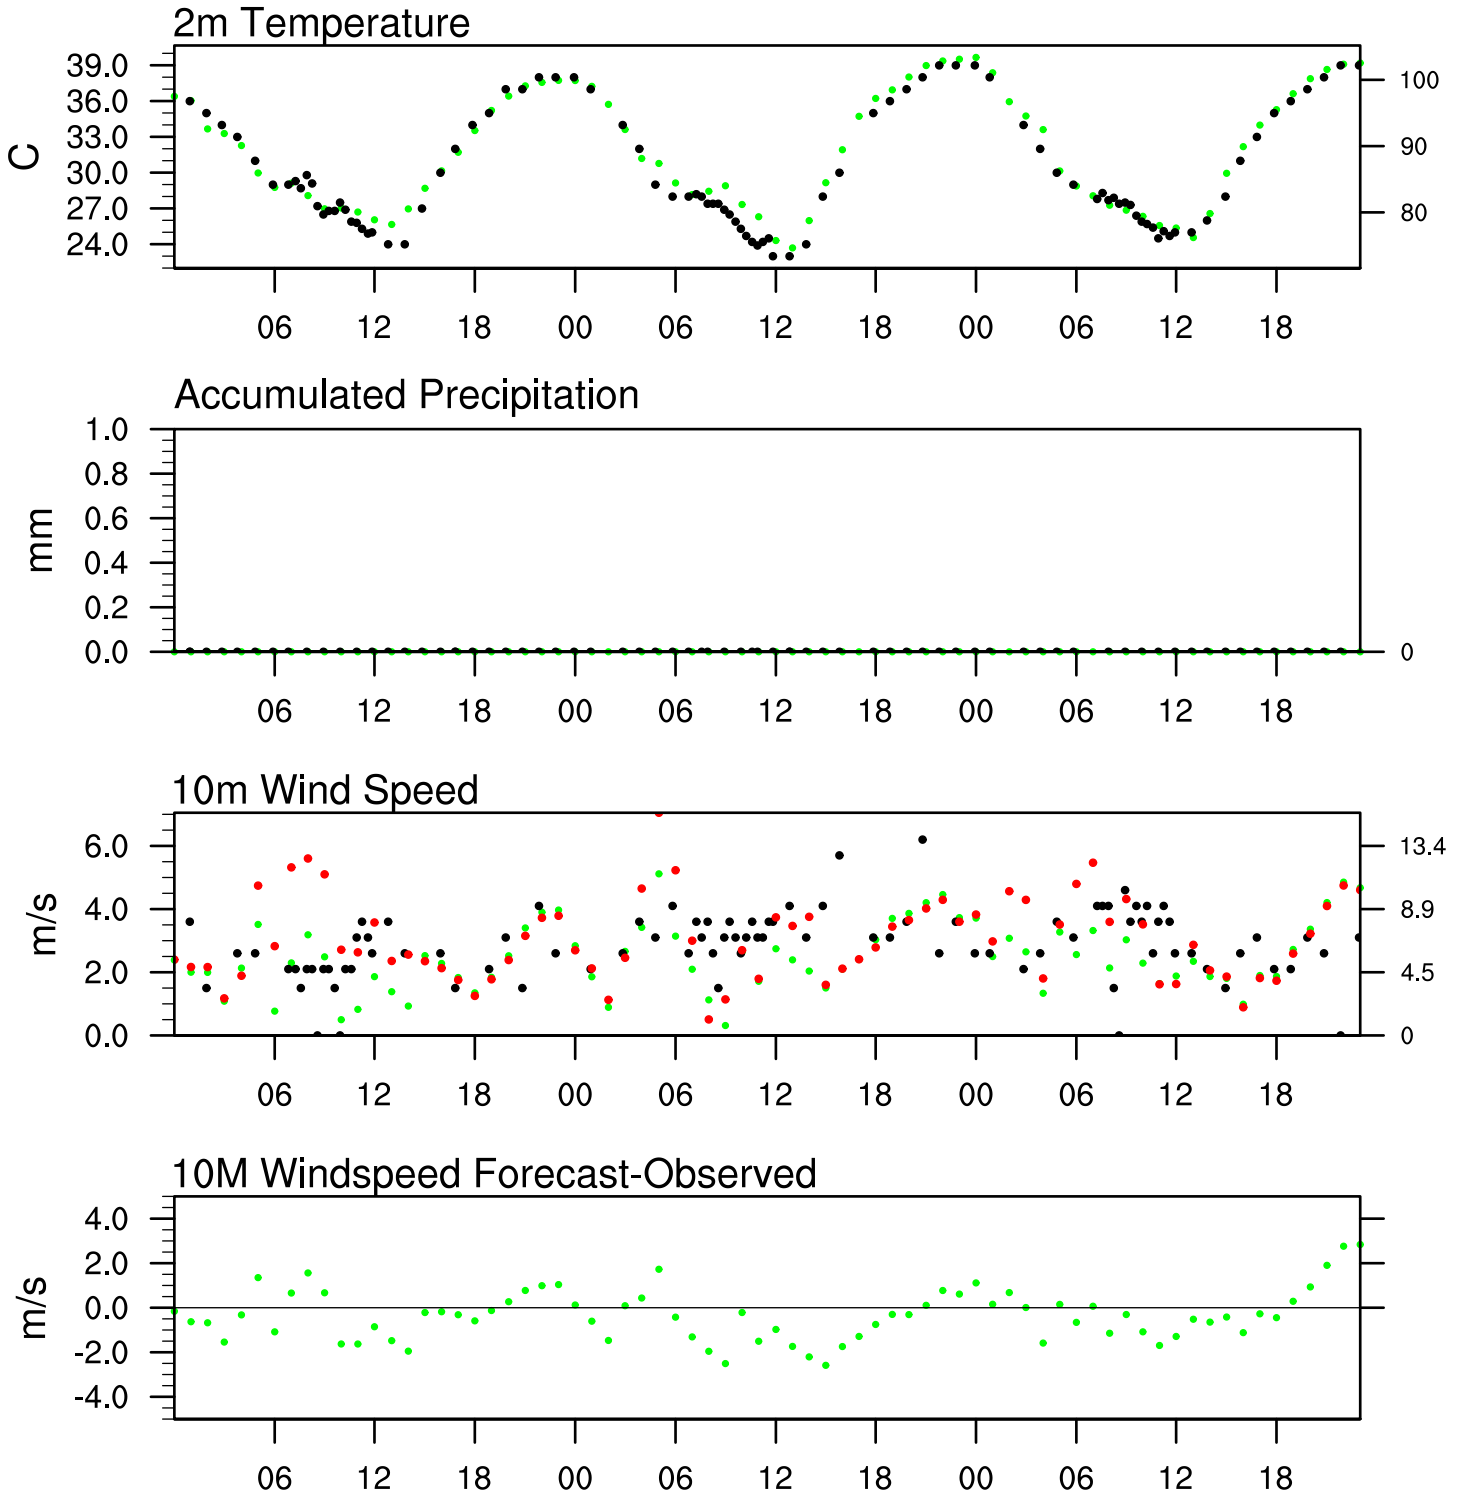 2m Temperature
39.0
36.0
33.0
30.0
27.0
24.0
C
100
90
80
06 12 18 00 06 12 18 00 06 12 18
Accumulated Precipitation
1.0
0.8
0.6
0.4
0.2
0.0
mm
0
06 12 18 00 06 12 18 00 06 12 18
10m Wind Speed
6.0
4.0
2.0
0.0
m/s
13.4
8.9
4.5
0
06 12 18 00 06 12 18 00 06 12 18
10M Windspeed Forecast-Observed
4.0
2.0
0.0
-2.0
-4.0
m/s
06 12 18 00 06 12 18 00 06 12 18